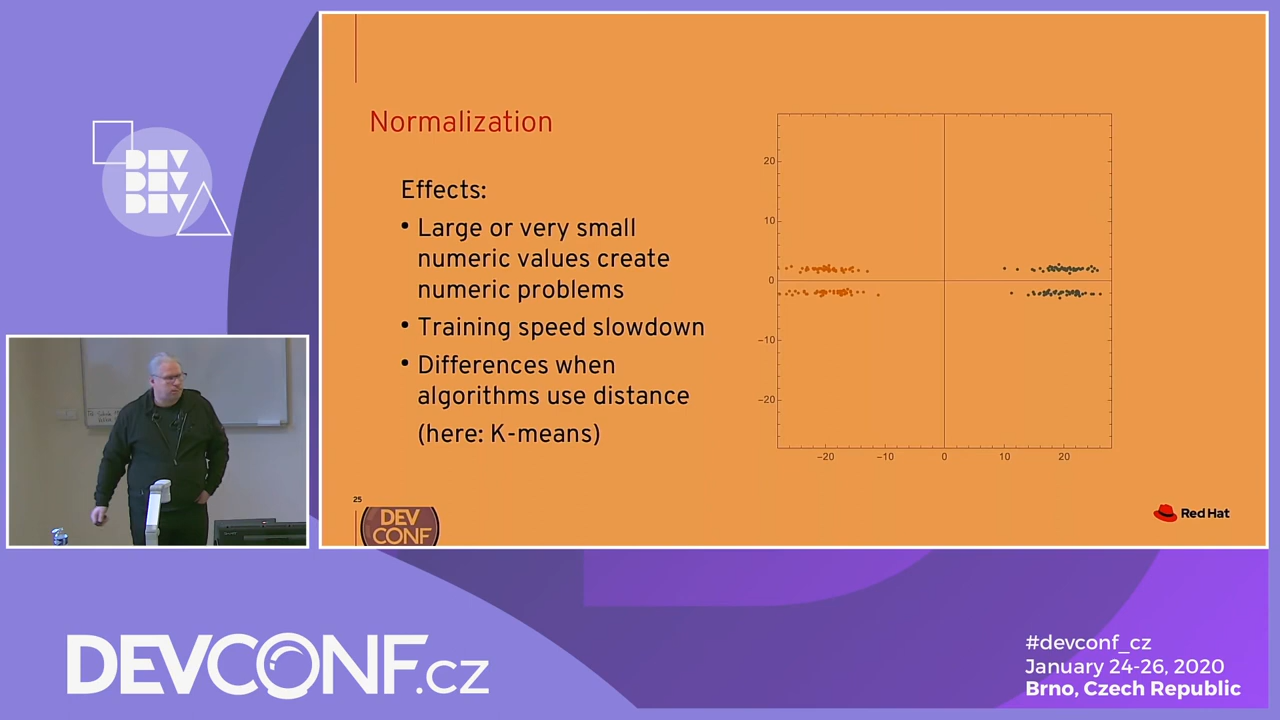 DEV
DEV
DEV
Normalization
Effects:
• Large or very small
numeric values create
numeric problems
• Training speed slowdown
• Differences when
algorithms use distance
(here: K-means)
20
10
0
−10
−20
−20
−10
0
10
20
25
DEV
CONF
Red Hat
DEVCONF.cz
#devconf_cz
January 24-26, 2020
Brno, Czech Republic